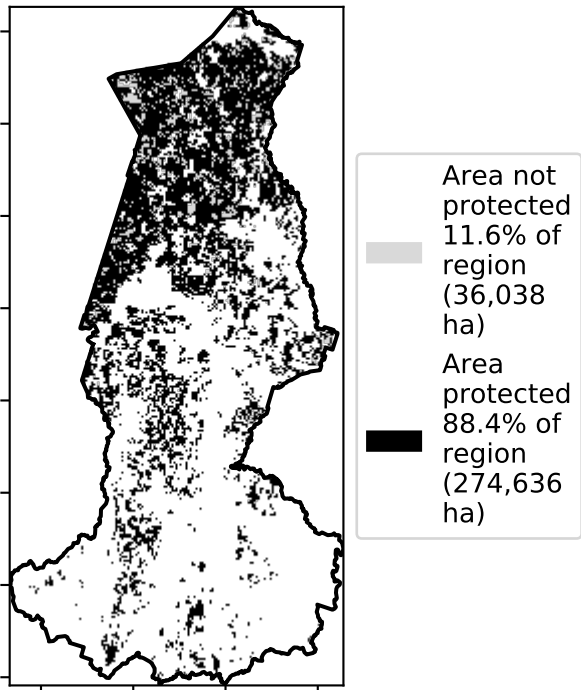 Area not
protected
11.6% of
region
(36,038
ha)
Area
protected
88.4% of
region
(274,636
ha)